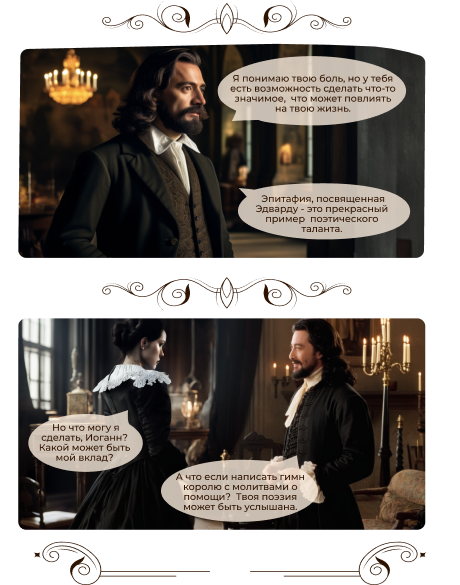 Я понимаю твою боль, но у тебя
есть возможность сделать что-то
значимое, что может повлиять
на твою жизнь.
Эпитафия, посвященная
Эдварду - это прекрасный
пример поэтического
таланта.
Но что могу я
сделать, Иоганн?
Какой может быть
мой вклад?
А что если написать гимн
королю с молитвами о
помощи? Твоя поэзия
может быть услышана.